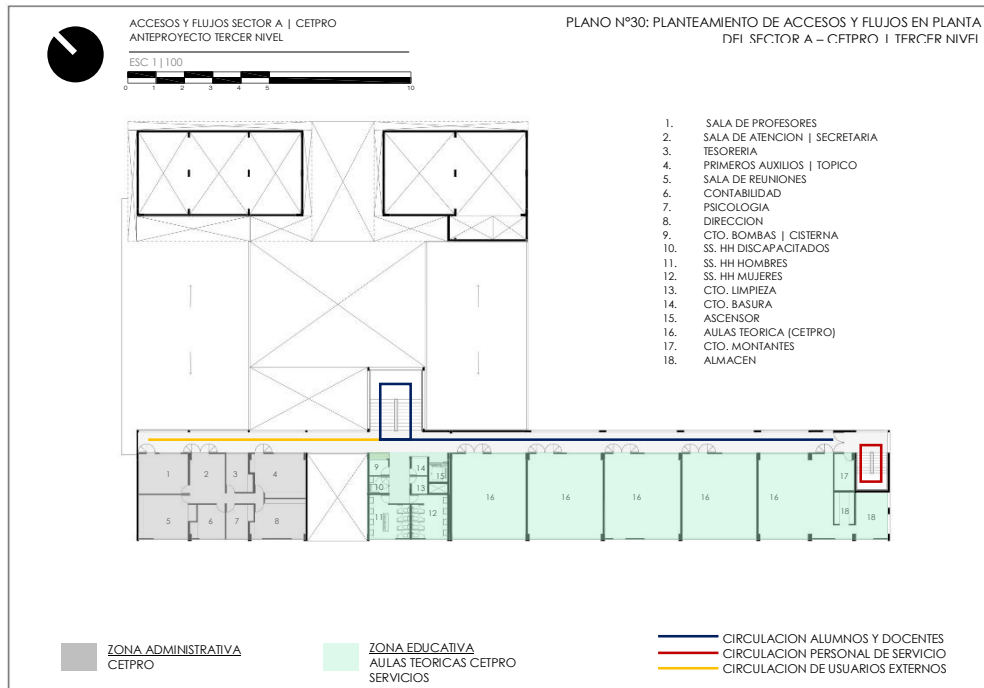 ACCESOS Y FLUJOS SECTOR A | CETPRO
ANTEPROYECTO TERCER NIVEL
ESC 1|100
0 1 2 3 4 5 10
PLANO N°30: PLANTEAMIENTO DE ACCESOS Y FLUJOS EN PLANTA
DEL SECTOR A – CETPRO | TERCER NIVEL
1. SALA DE PROFESORES
2. SALA DE ATENCION | SECRETARIA
3. TESORERIA
4. PRIMEROS AUXILIOS | TOPICO
5. SALA DE REUNIONES
6. CONTABILIDAD
7. PSICOLOGIA
8. DIRECCION
9. CTO. BOMBAS | CISTERNA
10. SS. HH DISCAPACITADOS
11. SS. HH HOMBRES
12. SS. HH MUJERES
13. CTO. LIMPIEZA
14. CTO. BASURA
15. ASCENSOR
16. AULAS TEORICA (CETPRO)
17. CTO. MONTANTES
18. ALMACEN
1 2 3 4 9 14 15 17
10 13
16 16 16 16 16
5 6 7 8 11 12 18 18
ZONA ADMINISTRATIVA
CETPRO
ZONA EDUCATIVA
AULAS TEORICAS CETPRO
SERVICIOS
CIRCULACION ALUMNOS Y DOCENTES
CIRCULACION PERSONAL DE SERVICIO
CIRCULACION DE USUARIOS EXTERNOS